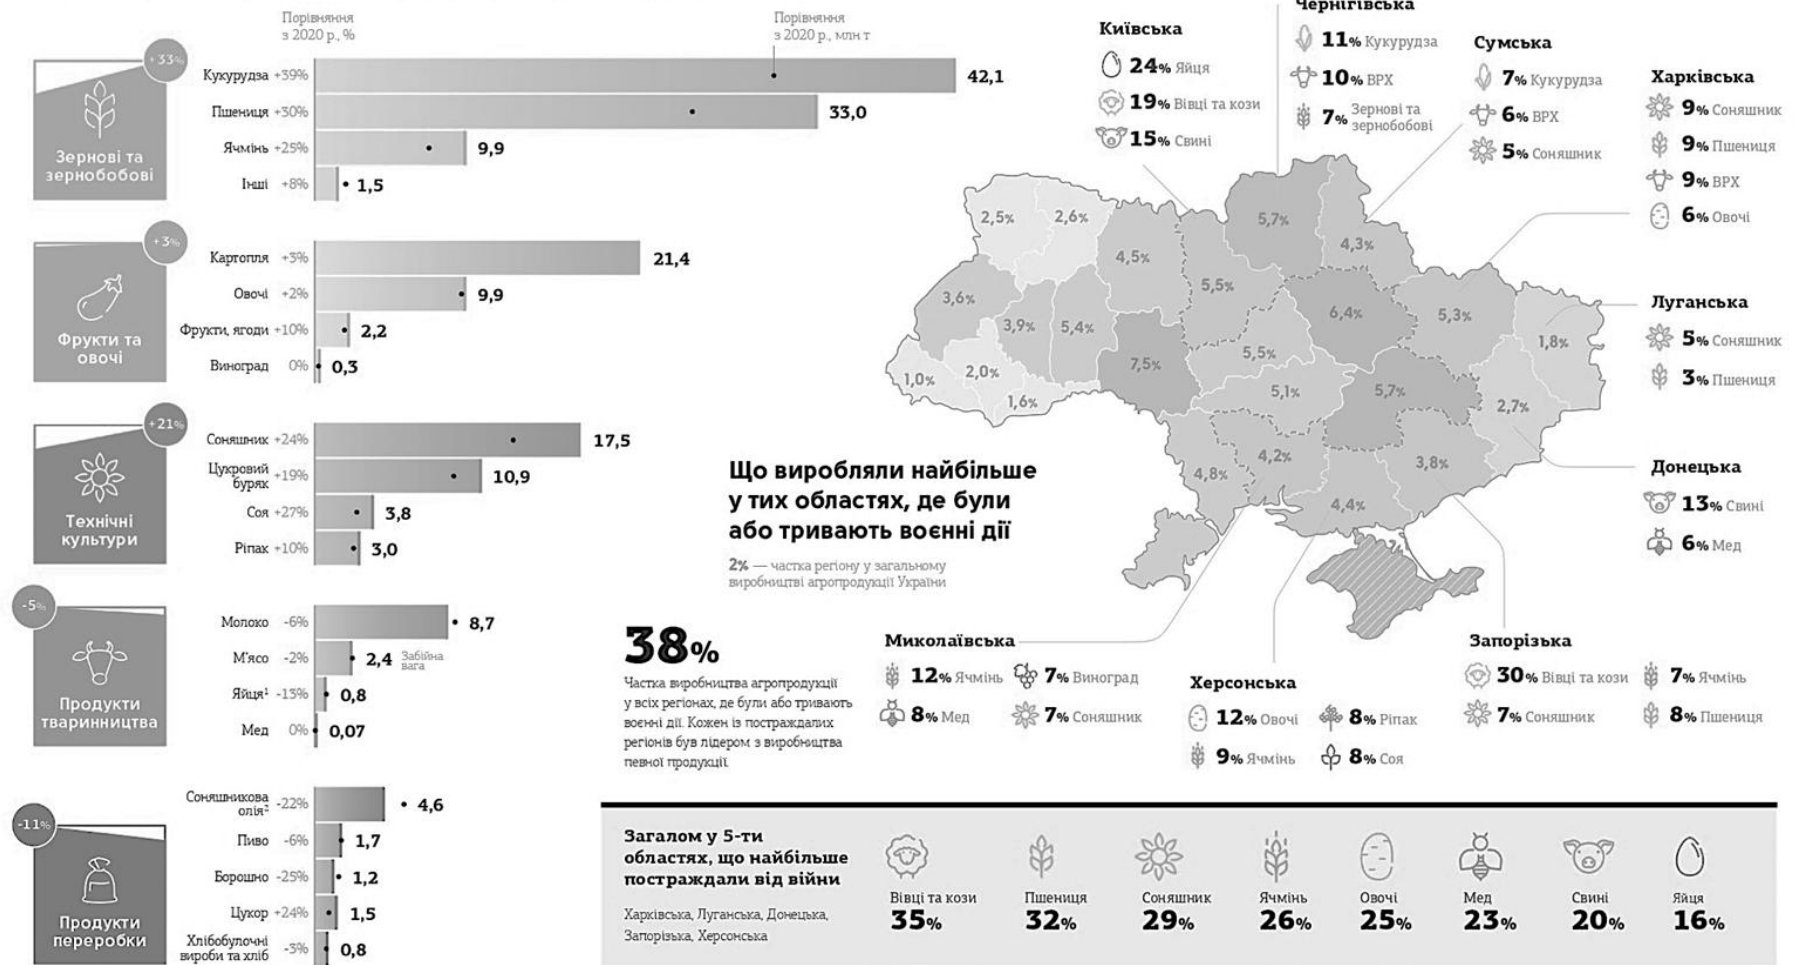 Порівняння
з 2020 р., %
Порівняння
з 2020 р., млн т
+33%
Зернові та
зернобобові
Кукурудза +39% 42,1
Пшениця +30% 33,0
Ячмінь +25% 9,9
Інші +8% 1,5
+3%
Фрукти та
овочі
Картопля +3% 21,4
Овочі +2% 9,9
Фрукти, ягоди +10% 2,2
Виноград 0% 0,3
+21%
Технічні
культури
Соняшник +24% 17,5
Цукровий
буряк +19% 10,9
Соя +27% 3,8
Ріпак +10% 3,0
-5%
Продукти
тваринництва
Молоко -6% 8,7
М'ясо -2% 2,4 Забійна
вага
Яйця¹ -13% 0,8
Мед 0% 0,07
-11%
Продукти
переробки
Соняшникова
олія² -22% 4,6
Пиво -6% 1,7
Борошно -25% 1,2
Цукор +24% 1,5
Хлібобулочні
вироби та хліб -3% 0,8
Київська
24% Яйця
19% Вівці та кози
15% Свині
Чернігівська
11% Кукурудза
10% ВРХ
7% Зернові та
зернобобові
Сумська
7% Кукурудза
6% ВРХ
5% Соняшник
Харківська
9% Соняшник
9% Пшениця
9% ВРХ
6% Овочі
Луганська
5% Соняшник
3% Пшениця
Донецька
13% Свині
6% Мед
2,5%
2,6%
4,5%
5,5%
5,7%
4,3%
3,6%
3,9%
5,4%
7,5%
5,5%
6,4%
5,3%
1,8%
1,0%
2,0%
1,6%
5,1%
5,7%
2,7%
4,8%
4,2%
4,4%
3,8%
Що виробляли найбільше
у тих областях, де були
або тривають воєнні дії
2% — частка регіону у загальному
виробництві агропродукції України
38%
Частка виробництва агропродукції
у всіх регіонах, де були або тривають
воєнні дії. Кожен із постраждалих
регіонів був лідером з виробництва
певної продукції.
Миколаївська
12% Ячмінь 7% Виноград
8% Мед 7% Соняшник
Херсонська
12% Овочі 8% Ріпак
9% Ячмінь 8% Соя
Запорізька
30% Вівці та кози 7% Ячмінь
7% Соняшник 8% Пшениця
Загалом у 5-ти
областях, що найбільше
постраждали від війни
Харківська, Луганська, Донецька,
Запорізька, Херсонська
Вівці та кози
35%
Пшениця
32%
Соняшник
29%
Ячмінь
26%
Овочі
25%
Мед
23%
Свині
20%
Яйця
16%